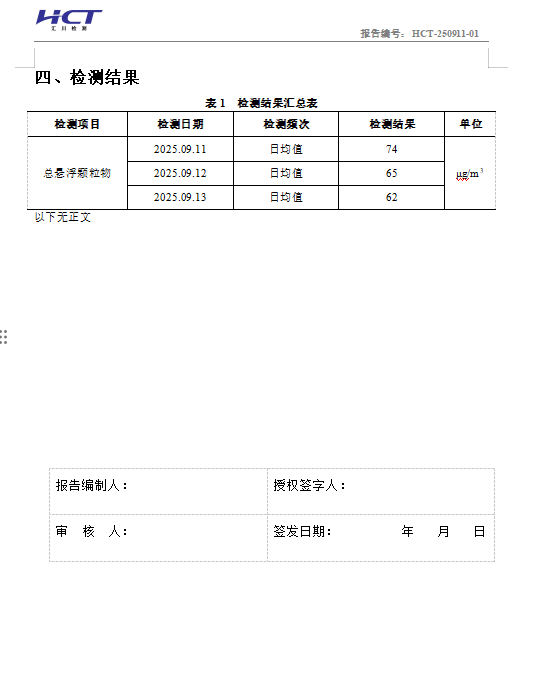 HCT
汇川检测
报告编号：HCT-250911-01
四、检测结果
表 1 检测结果汇总表
检测项目 检测日期 检测频次 检测结果 单位
总悬浮颗粒物 2025.09.11 日均值 74 μg/m³
2025.09.12 日均值 65
2025.09.13 日均值 62
以下无正文
报告编制人： 授权签字人：
审 核 人： 签发日期： 年 月 日